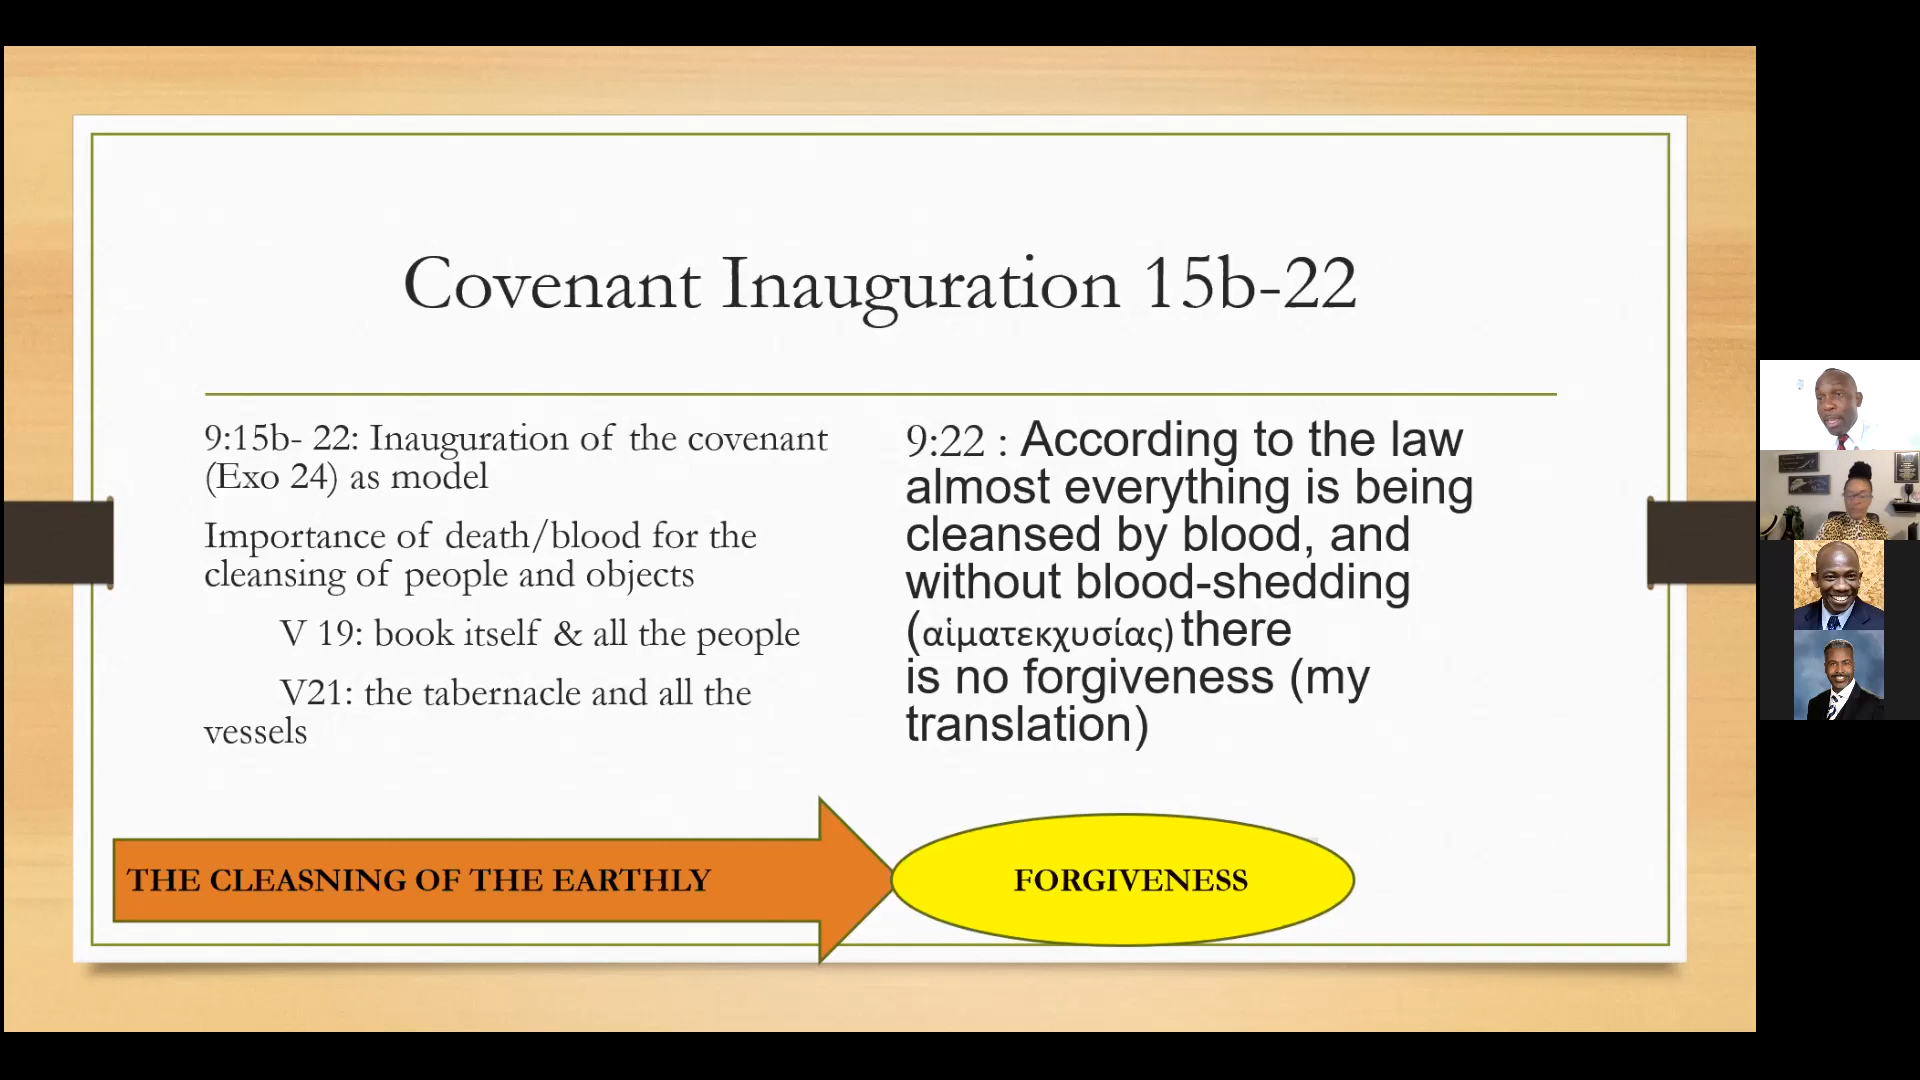 Covenant Inauguration 15b-22
9:15b- 22: Inauguration of the covenant
(Exo 24) as model
Importance of death/blood for the
cleansing of people and objects
V 19: book itself & all the people
V21: the tabernacle and all the
vessels
9:22 : According to the law
almost everything is being
cleansed by blood, and
without blood-shedding
(αἱματεκχυσίας) there
is no forgiveness (my
translation)
THE CLEASNING OF THE EARTHLY
FORGIVENESS